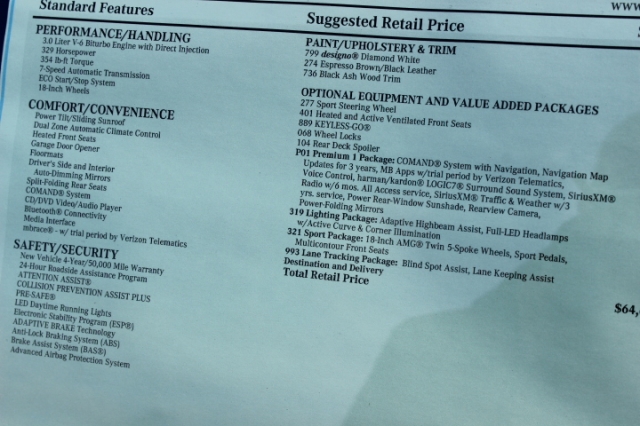 www.
Standard Features
Suggested Retail Price
PERFORMANCE/HANDLING
3.0 Liter V-6 Biturbo Engine with Direct Injection
329 Horsepower
354 lb-ft Torque
7-Speed Automatic Transmission
ECO Start/Stop System
18-Inch Wheels
COMFORT/CONVENIENCE
Power Tilt/Sliding Sunroof
Dual Zone Automatic Climate Control
Heated Front Seats
Garage Door Opener
Floormats
Driver's Side and Interior
Auto-Dimming Mirrors
Split-Folding Rear Seats
COMAND® System
CD/DVD Video/Audio Player
Bluetooth® Connectivity
Media Interface
mbrace® - w/ trial period by Verizon Telematics
SAFETY/SECURITY
New Vehicle 4-Year/50,000 Mile Warranty
24-Hour Roadside Assistance Program
ATTENTION ASSIST®
COLLISION PREVENTION ASSIST PLUS
PRE-SAFE®
LED Daytime Running Lights
Electronic Stability Program (ESP®)
ADAPTIVE BRAKE Technology
Anti-Lock Braking System (ABS)
Brake Assist System (BAS®)
Advanced Airbag Protection System
PAINT/UPHOLSTERY & TRIM
799 designo® Diamond White
274 Espresso Brown/Black Leather
736 Black Ash Wood Trim
OPTIONAL EQUIPMENT AND VALUE ADDED PACKAGES
277 Sport Steering Wheel
401 Heated and Active Ventilated Front Seats
889 KEYLESS-GO®
068 Wheel Locks
104 Rear Deck Spoiler
P01 Premium 1 Package: COMAND® System with Navigation, Navigation Map
Updates for 3 years, MB Apps w/trial period by Verizon Telematics,
Voice Control, harman/kardon® LOGIC7® Surround Sound System, SiriusXM®
Radio w/6 mos. All Access service, SiriusXM® Traffic & Weather w/3
yrs. service, Power Rear-Window Sunshade, Rearview Camera,
Power-Folding Mirrors
319 Lighting Package: Adaptive Highbeam Assist, Full-LED Headlamps
w/Active Curve & Corner Illumination
321 Sport Package: 18-Inch AMG® Twin 5-Spoke Wheels, Sport Pedals,
Multicontour Front Seats
993 Lane Tracking Package: Blind Spot Assist, Lane Keeping Assist
Destination and Delivery
Total Retail Price
$64,